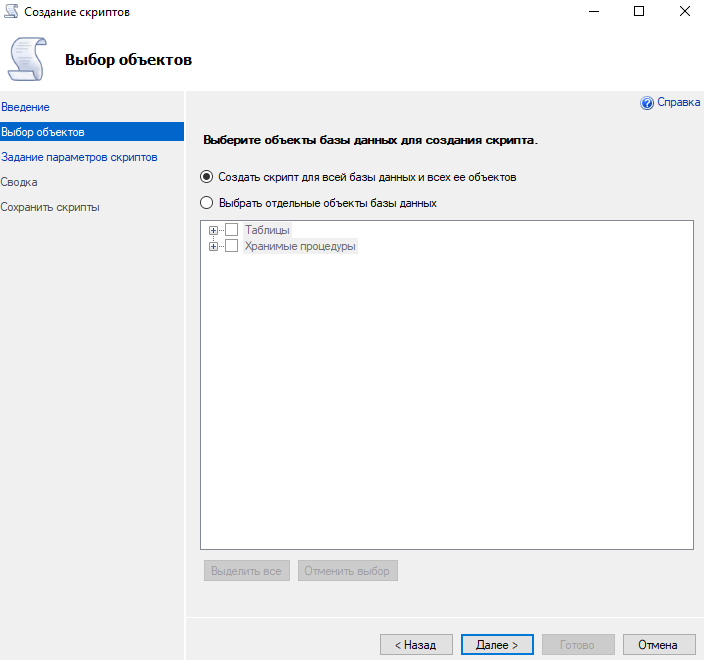 Создание скриптов
Выбор объектов
Введение
Выбор объектов
Задание параметров скриптов
Сводка
Сохранить скрипты
Справка
Выберите объекты базы данных для создания скрипта.
Создать скрипт для всей базы данных и всех ее объектов
Выбрать отдельные объекты базы данных
Таблицы
Хранимые процедуры
Выделить все
Отменить выбор
< Назад
Далее >
Готово
Отмена